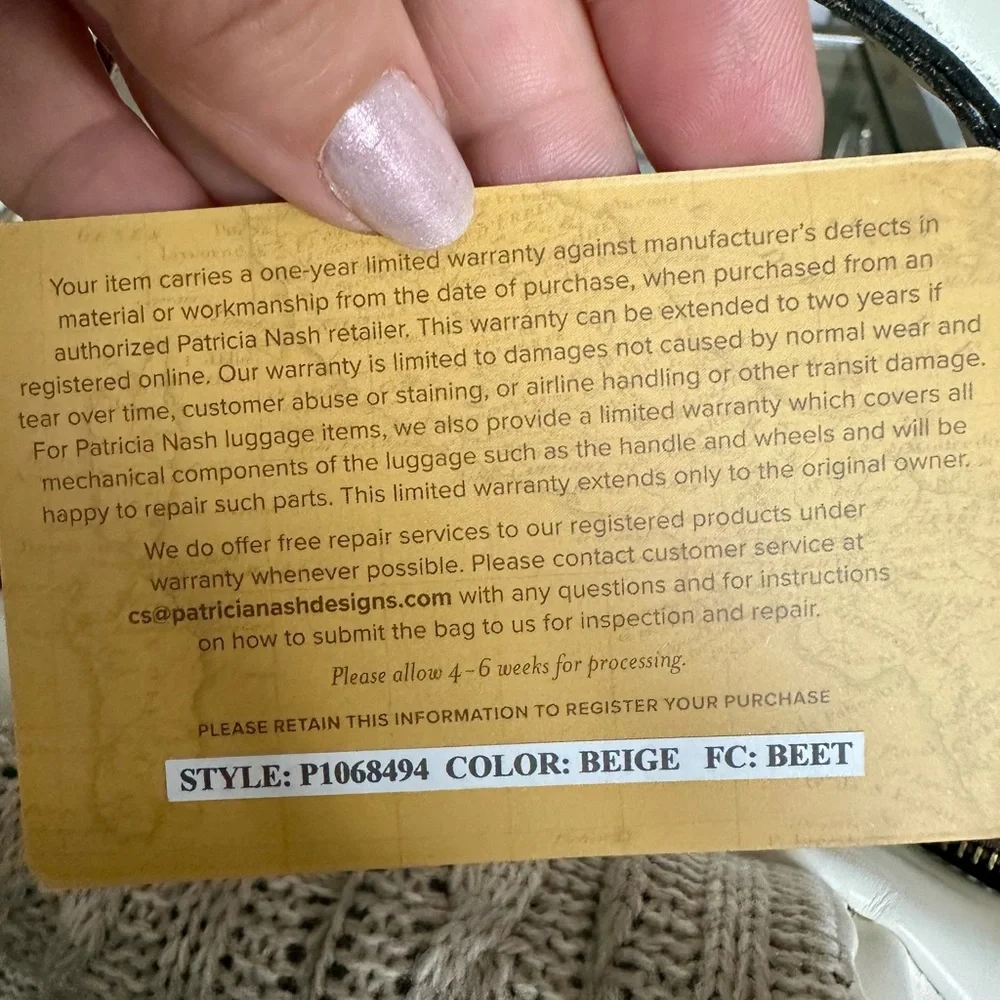 Your item carries a one-year limited warranty against manufacturer's defects in
material or workmanship from the date of purchase, when purchased from an
authorized Patricia Nash retailer. This warranty can be extended to two years if
registered online. Our warranty is limited to damages not caused by normal wear and
tear over time, customer abuse or staining, or airline handling or other transit damage.
For Patricia Nash luggage items, we also provide a limited warranty which covers all
mechanical components of the luggage such as the handle and wheels and will be
happy to repair such parts. This limited warranty extends only to the original owner.
We do offer free repair services to our registered products under
warranty whenever possible. Please contact customer service at
cs@patricianashdesigns.com with any questions and for instructions
on how to submit the bag to us for inspection and repair.
Please allow 4-6 weeks for processing.
PLEASE RETAIN THIS INFORMATION TO REGISTER YOUR PURCHASE
STYLE: P1068494 COLOR: BEIGE FC: BEET